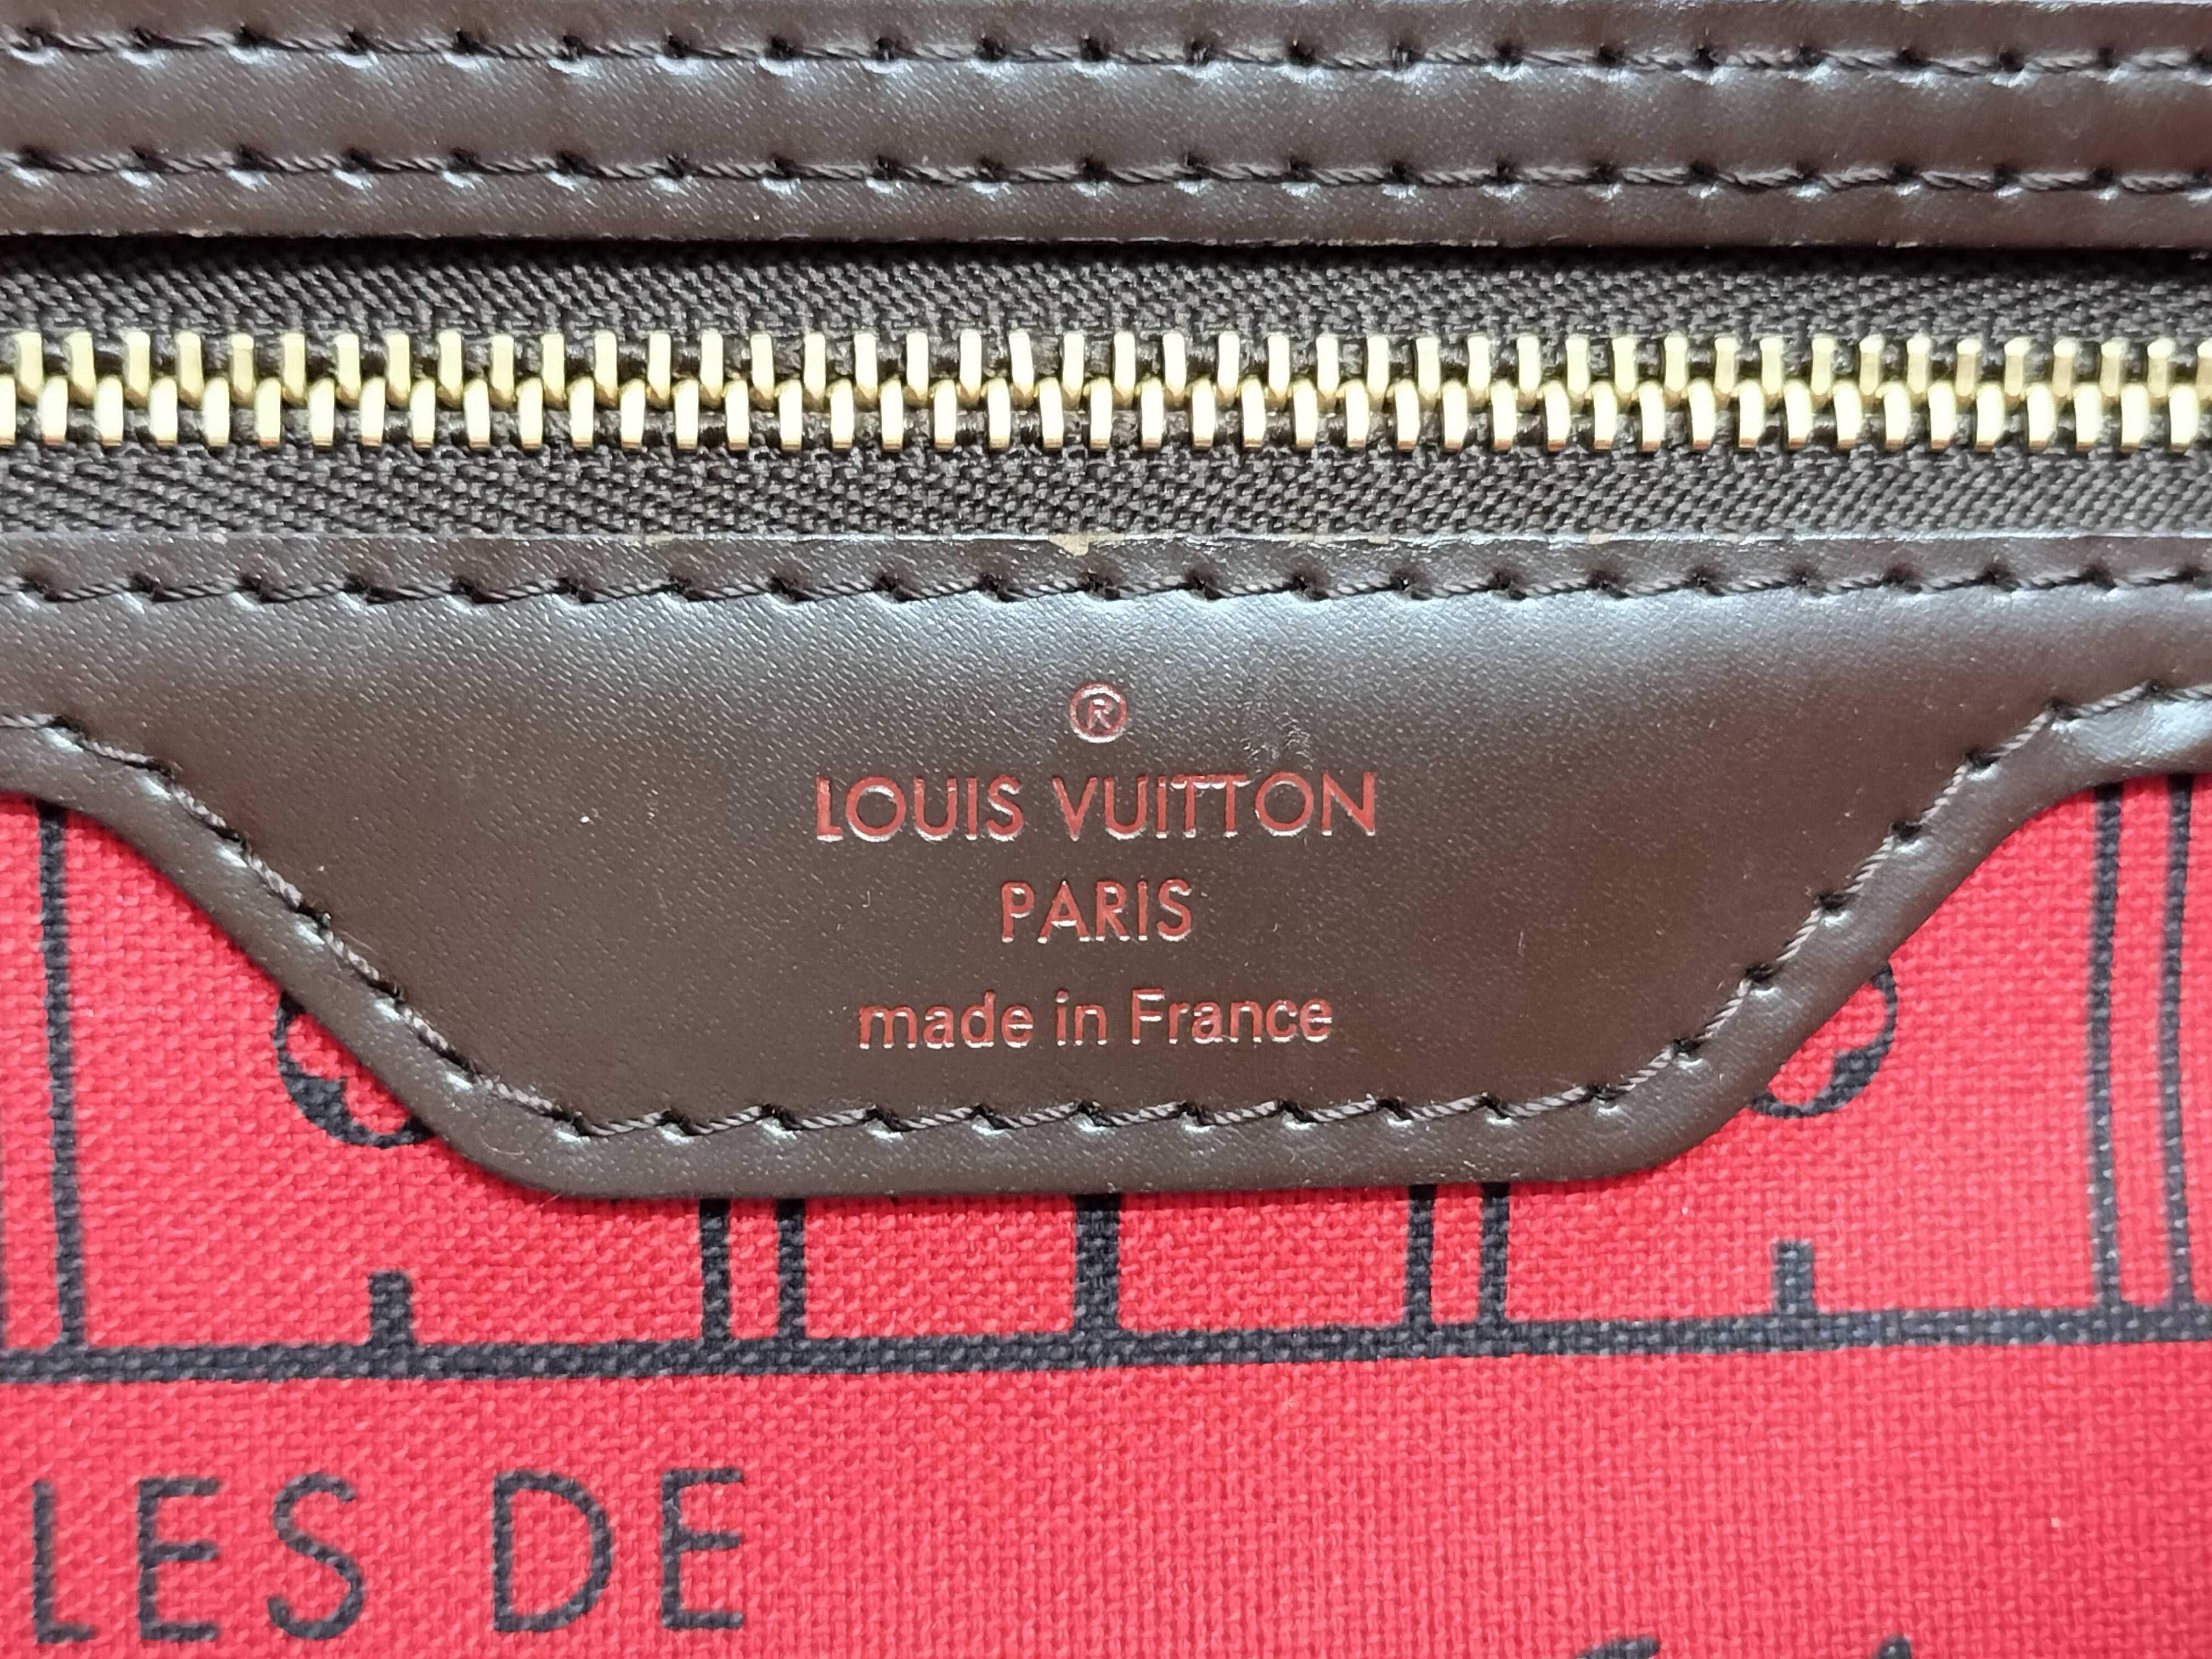 ®
LOUIS VUITTON
PARIS
made in France
LES DE